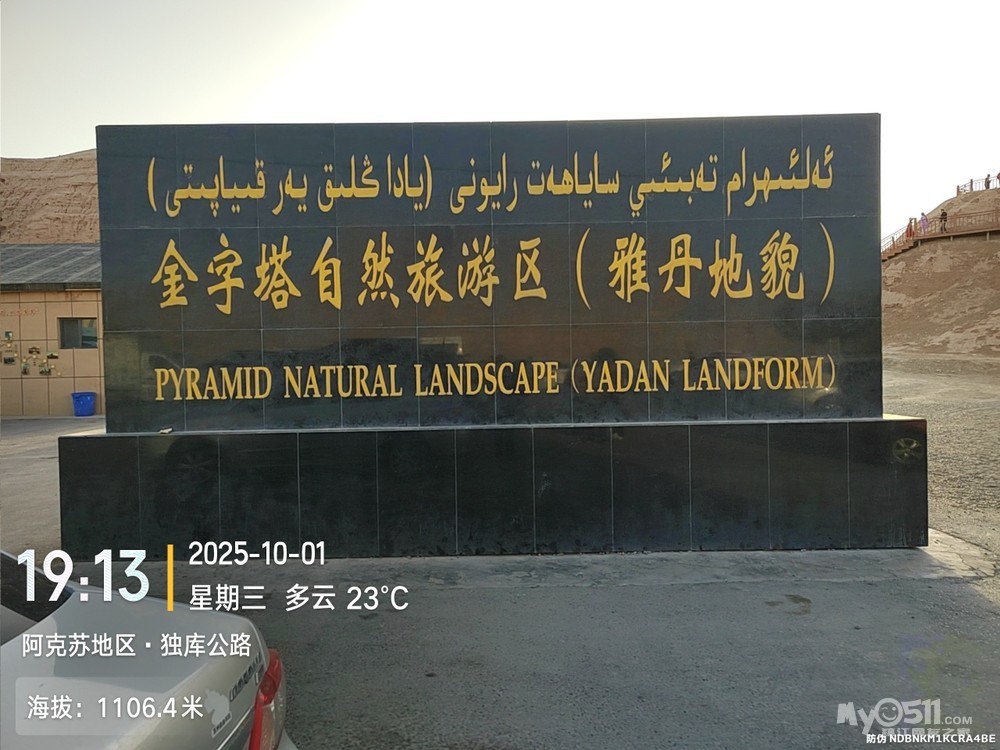 ئەلئىھرام تەبىئىي ساياھەت رايونى (يادا ڭلىق يەر قىياپىتى)
金字塔自然旅游区（雅丹地貌）
PYRAMID NATURAL LANDSCAPE (YADAN LANDFORM)
19:13
2025-10-01
星期三 多云 23°C
阿克苏地区·独库公路
海拔：1106.4米
My0511.COM
防伪 NDBNKM1KCRA4BE